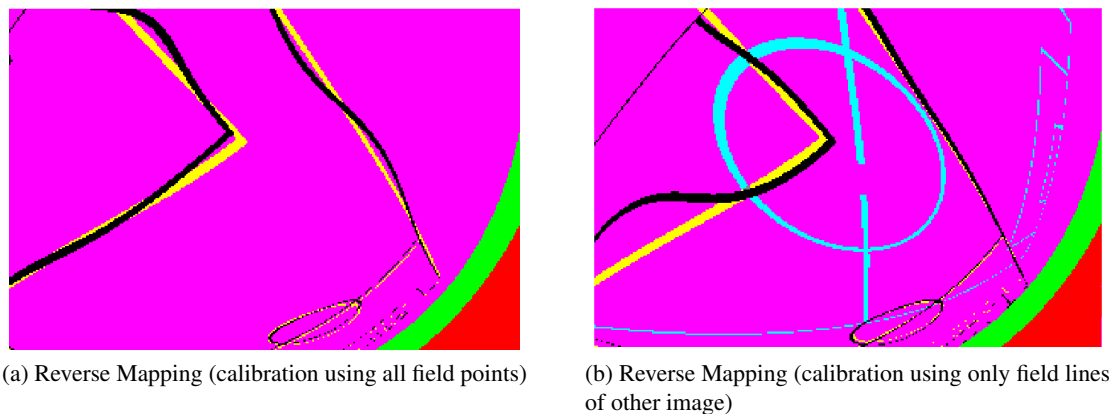 (a) Reverse Mapping (calibration using all field points)
(b) Reverse Mapping (calibration using only field lines
of other image)